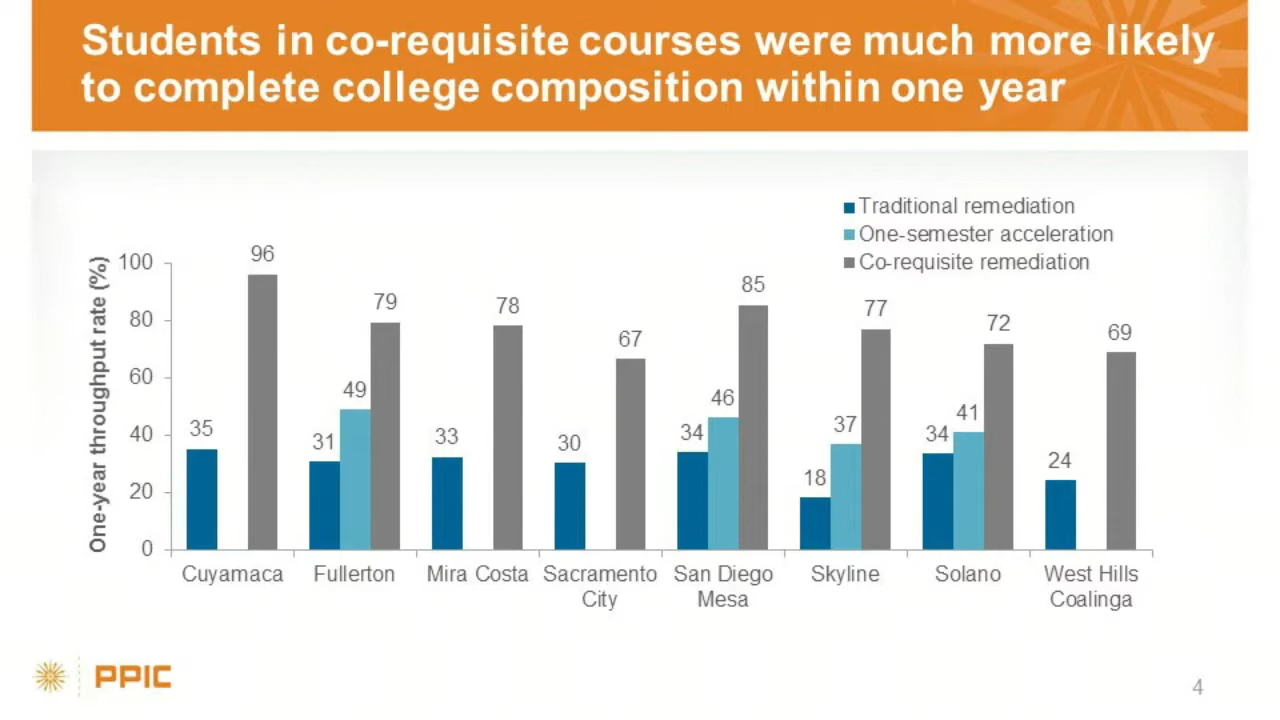 Students in co-requisite courses were much more likely
to complete college composition within one year
Traditional remediation
One-semester acceleration
Co-requisite remediation
One-year throughput rate (%)
100
80
60
40
20
0
35
96
31
49
79
33
78
30
67
34
46
85
18
37
77
34
41
72
24
69
Cuyamaca
Fullerton
Mira Costa
Sacramento
City
San Diego
Mesa
Skyline
Solano
West Hills
Coalinga
PPIC
4